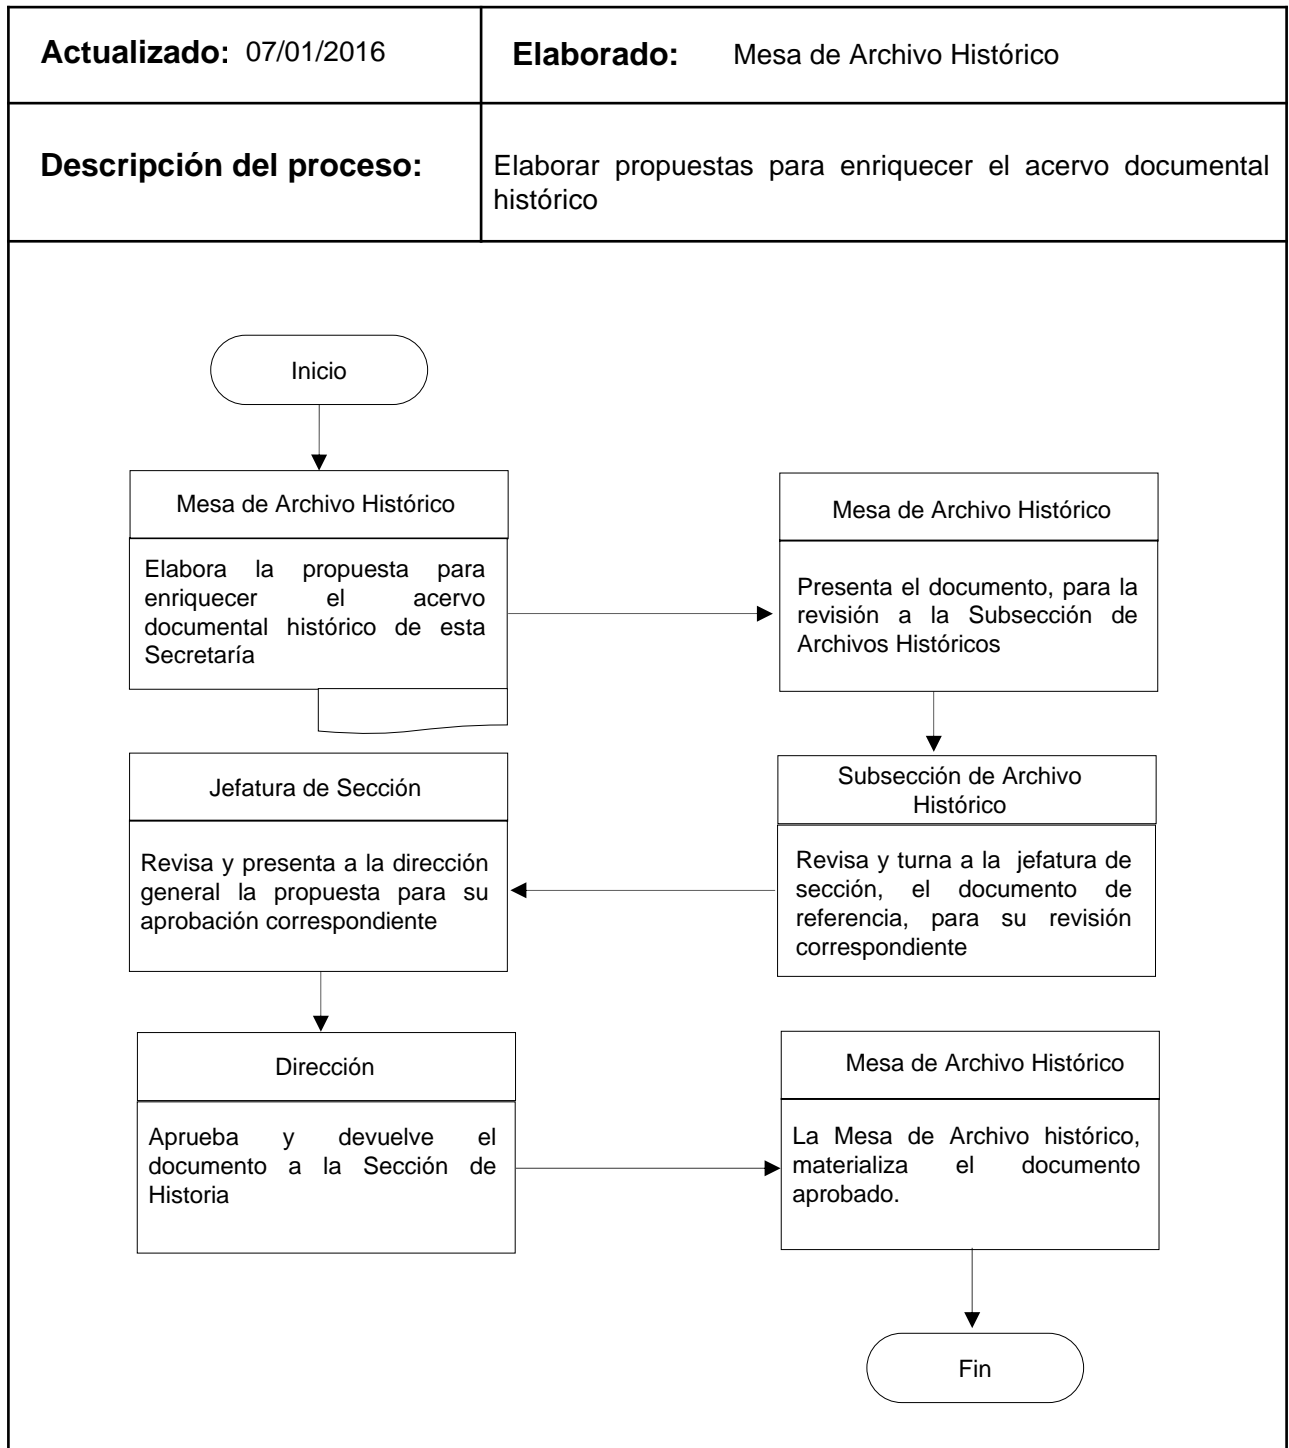 Actualizado: 07/01/2016
Elaborado: Mesa de Archivo Histórico
Descripción del proceso:
Elaborar propuestas para enriquecer el acervo documental
histórico
Inicio
Mesa de Archivo Histórico
Elabora la propuesta para
enriquecer el acervo
documental histórico de esta
Secretaría
Mesa de Archivo Histórico
Presenta el documento, para la
revisión a la Subsección de
Archivos Históricos
Subsección de Archivo
Histórico
Revisa y turna a la jefatura de
sección, el documento de
referencia, para su revisión
correspondiente
Jefatura de Sección
Revisa y presenta a la dirección
general la propuesta para su
aprobación correspondiente
Dirección
Aprueba y devuelve el
documento a la Sección de
Historia
Mesa de Archivo Histórico
La Mesa de Archivo histórico,
materializa el documento
aprobado.
Fin